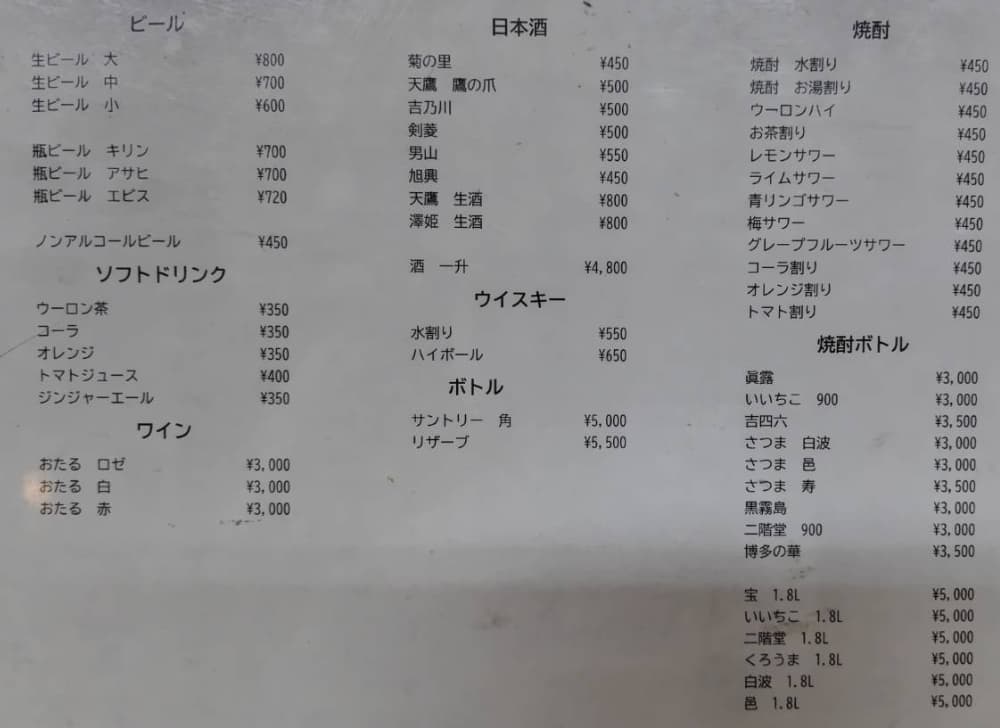 ビール
生ビール 大 ¥800
生ビール 中 ¥700
生ビール 小 ¥600
瓶ビール キリン ¥700
瓶ビール アサヒ ¥700
瓶ビール エビス ¥720
ノンアルコールビール ¥450
ソフトドリンク
ウーロン茶 ¥350
コーラ ¥350
オレンジ ¥350
トマトジュース ¥400
ジンジャーエール ¥350
ワイン
おたる ロゼ ¥3,000
おたる 白 ¥3,000
おたる 赤 ¥3,000
日本酒
菊の里 ¥450
天鷹 鷹の爪 ¥500
吉乃川 ¥500
剣菱 ¥500
男山 ¥550
旭興 ¥450
天鷹 生酒 ¥800
澤姫 生酒 ¥800
酒 一升 ¥4,800
ウイスキー
水割り ¥550
ハイボール ¥650
ボトル
サントリー 角 ¥5,000
リザーブ ¥5,500
焼酎
焼酎 水割り ¥450
焼酎 お湯割り ¥450
ウーロンハイ ¥450
お茶割り ¥450
レモンサワー ¥450
ライムサワー ¥450
青リンゴサワー ¥450
梅サワー ¥450
グレープフルーツサワー ¥450
コーラ割り ¥450
オレンジ割り ¥450
トマト割り ¥450
焼酎ボトル
眞露 ¥3,000
いいちこ 900 ¥3,000
吉四六 ¥3,500
さつま 白波 ¥3,000
さつま 邑 ¥3,000
さつま 寿 ¥3,500
黒霧島 ¥3,000
二階堂 900 ¥3,000
博多の華 ¥3,500
宝 1.8L ¥5,000
いいちこ 1.8L ¥5,000
二階堂 1.8L ¥5,000
くろうま 1.8L ¥5,000
白波 1.8L ¥5,000
邑 1.8L ¥5,000